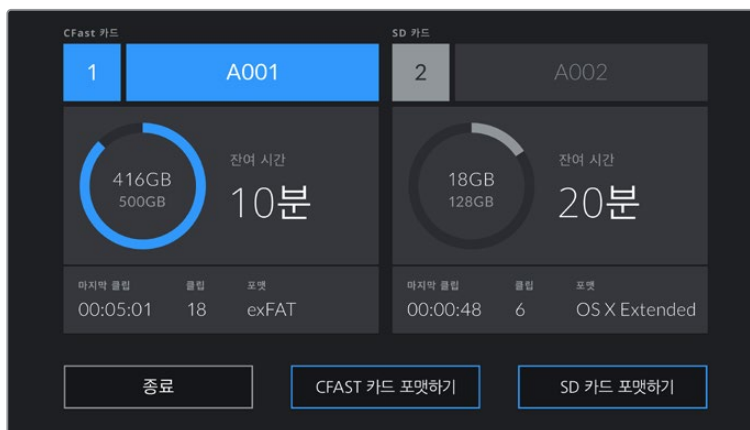 CFast 카드
1
A001
416GB
500GB
잔여 시간
10분
마지막 클립 클립 포맷
00:05:01 18 exFAT
SD 카드
2
A002
18GB
128GB
잔여 시간
20분
마지막 클립 클립 포맷
00:00:48 6 OS X Extended
종료
CFAST 카드 포맷하기
SD 카드 포맷하기